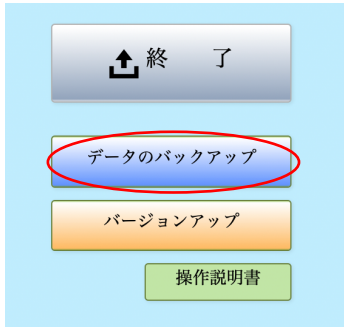 終　了
データのバックアップ
バージョンアップ
操作説明書